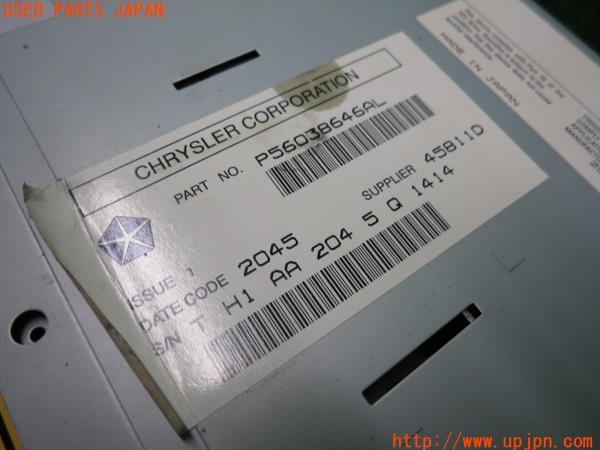 USED PARTS JAPAN
CHRYSLER CORPORATION
PART NO. P56038646AL
ISSUE 1
SUPPLIER 45B11D
DATE CODE 2045
S/N T H1 AA 204 5 Q 1414
MADE IN JAPAN
http://www.upjpn.com/